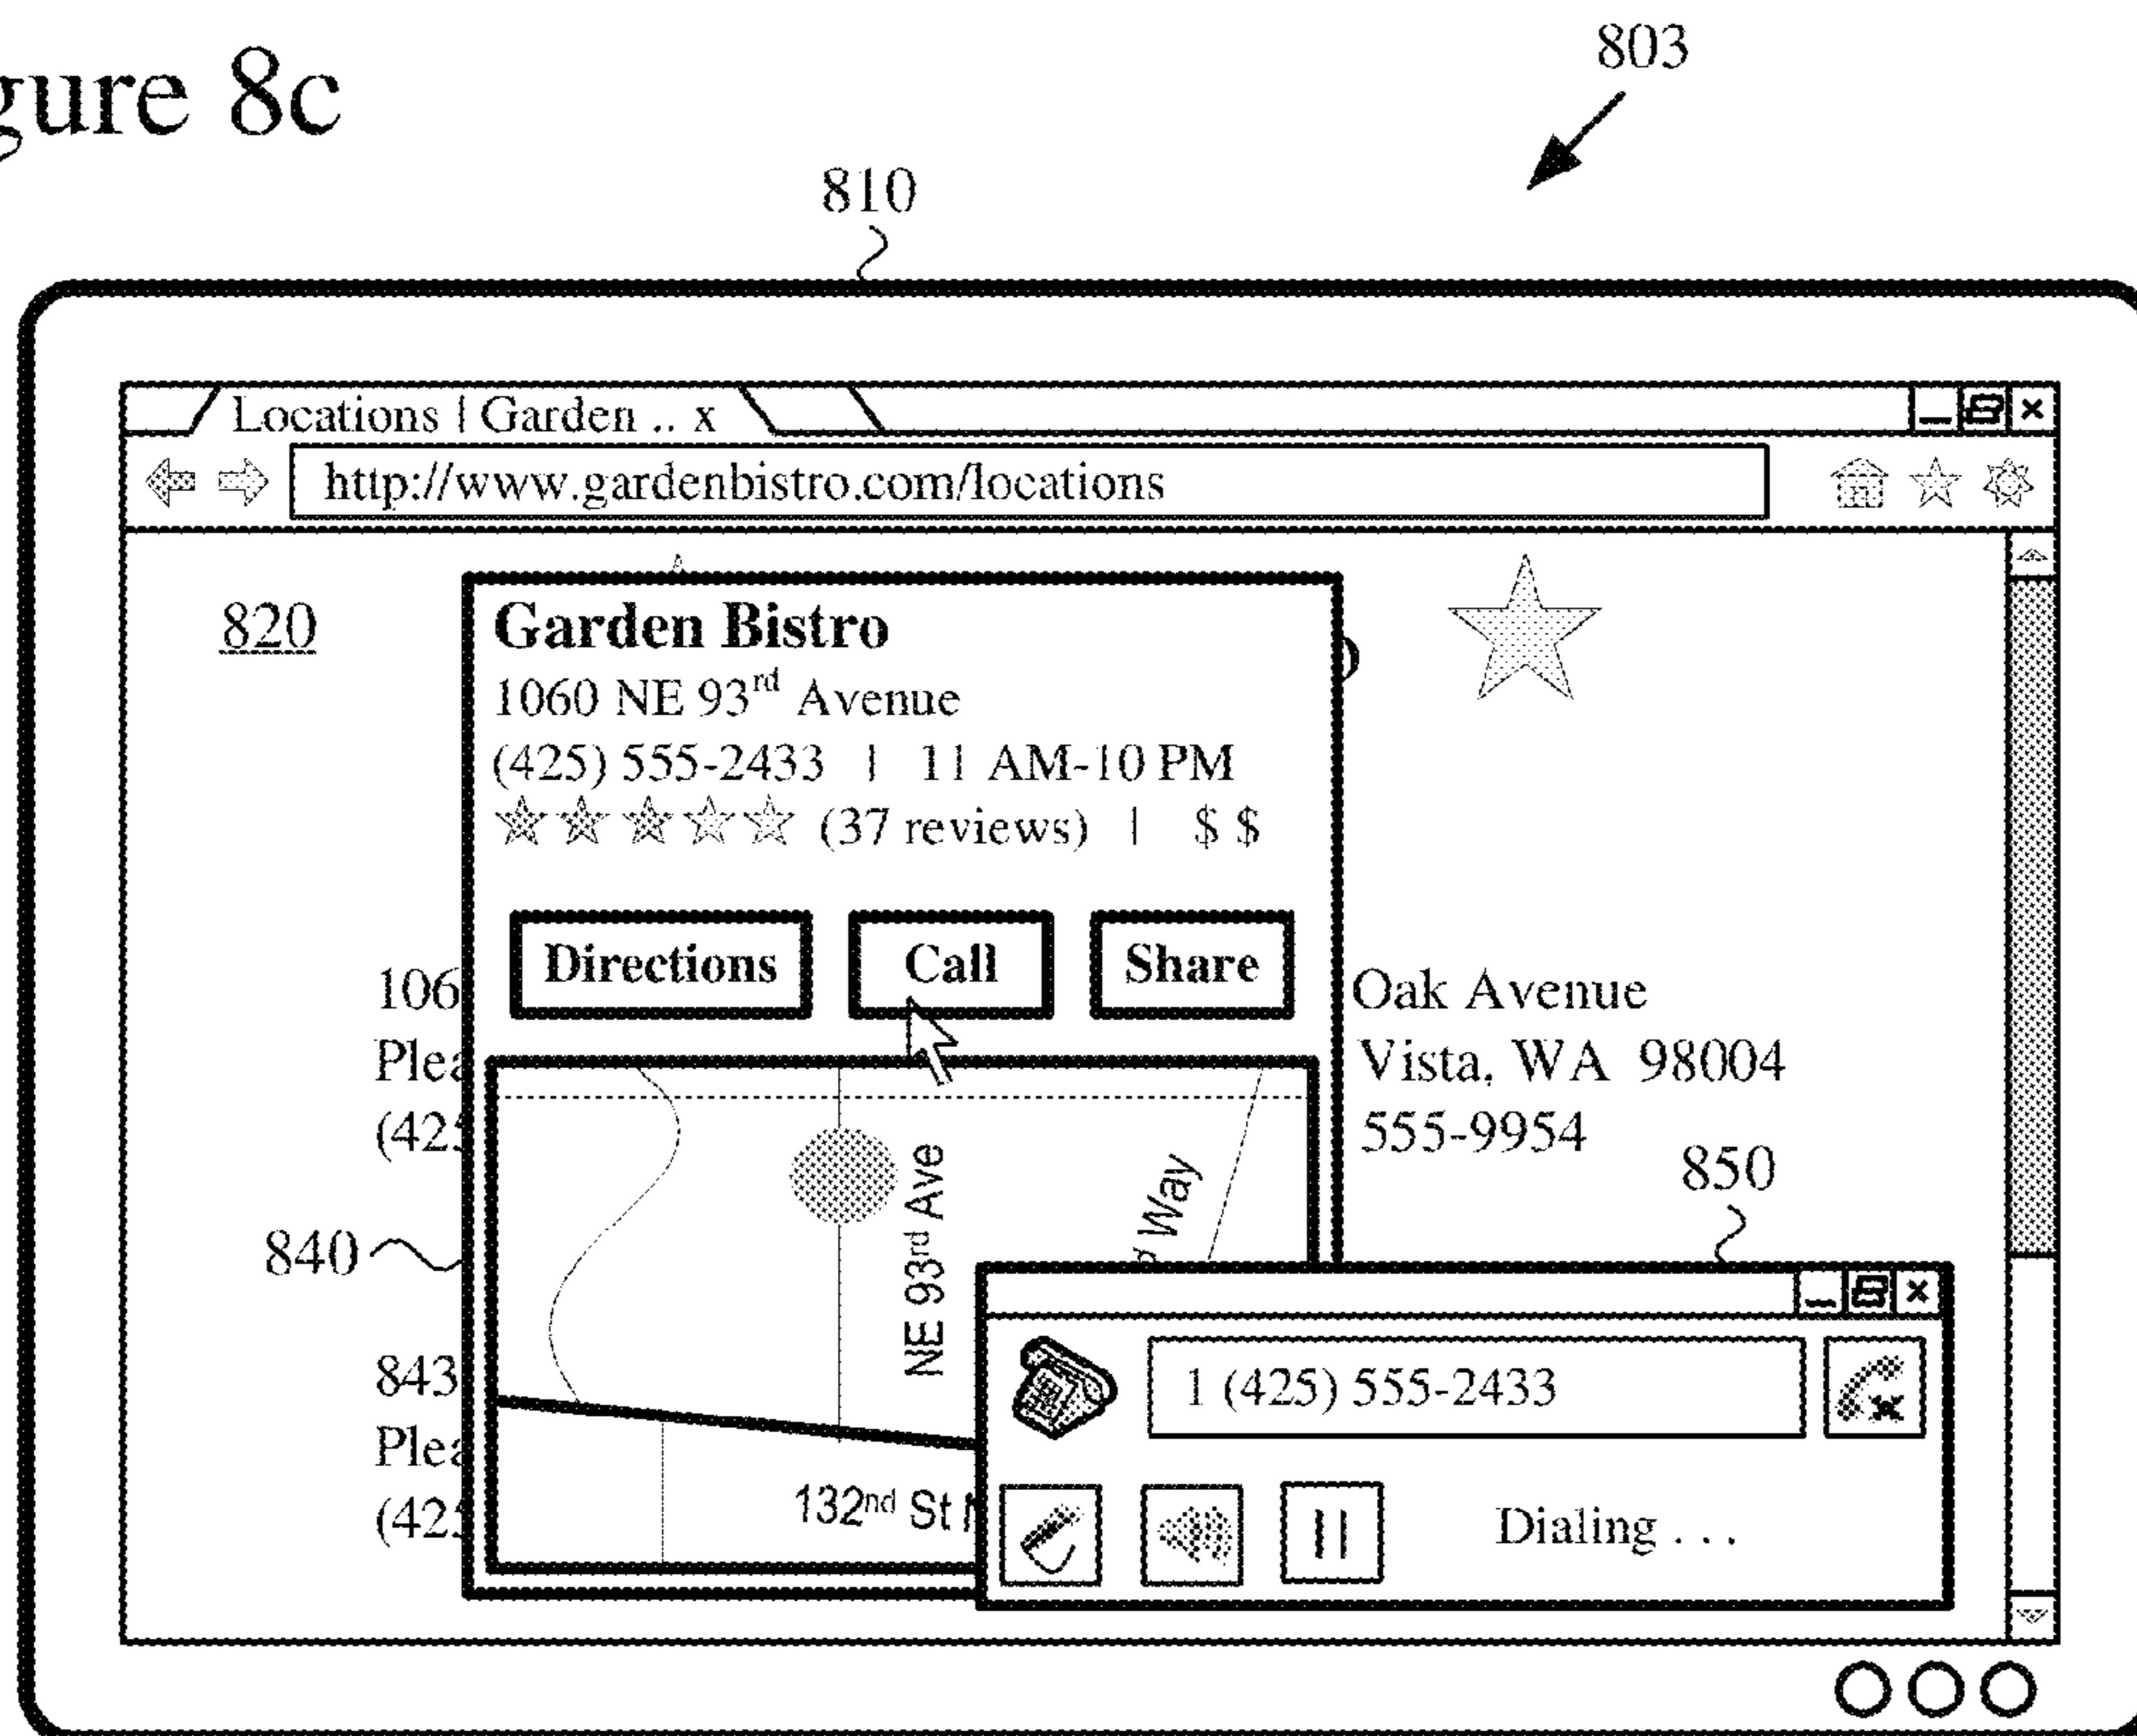 gure 8c
803
810
Locations | Garden .. x
http://www.gardenbistro.com/locations
820
Garden Bistro
1060 NE 93rd Avenue
(425) 555-2433 | 11 AM-10 PM
(37 reviews) | $ $
Directions Call Share
106 Oak Avenue
Plea Vista, WA 98004
(425 555-9954
850
NE 93rd Ave
Way
840
843
Plea
(425
132nd St
1 (425) 555-2433
Dialing . . .